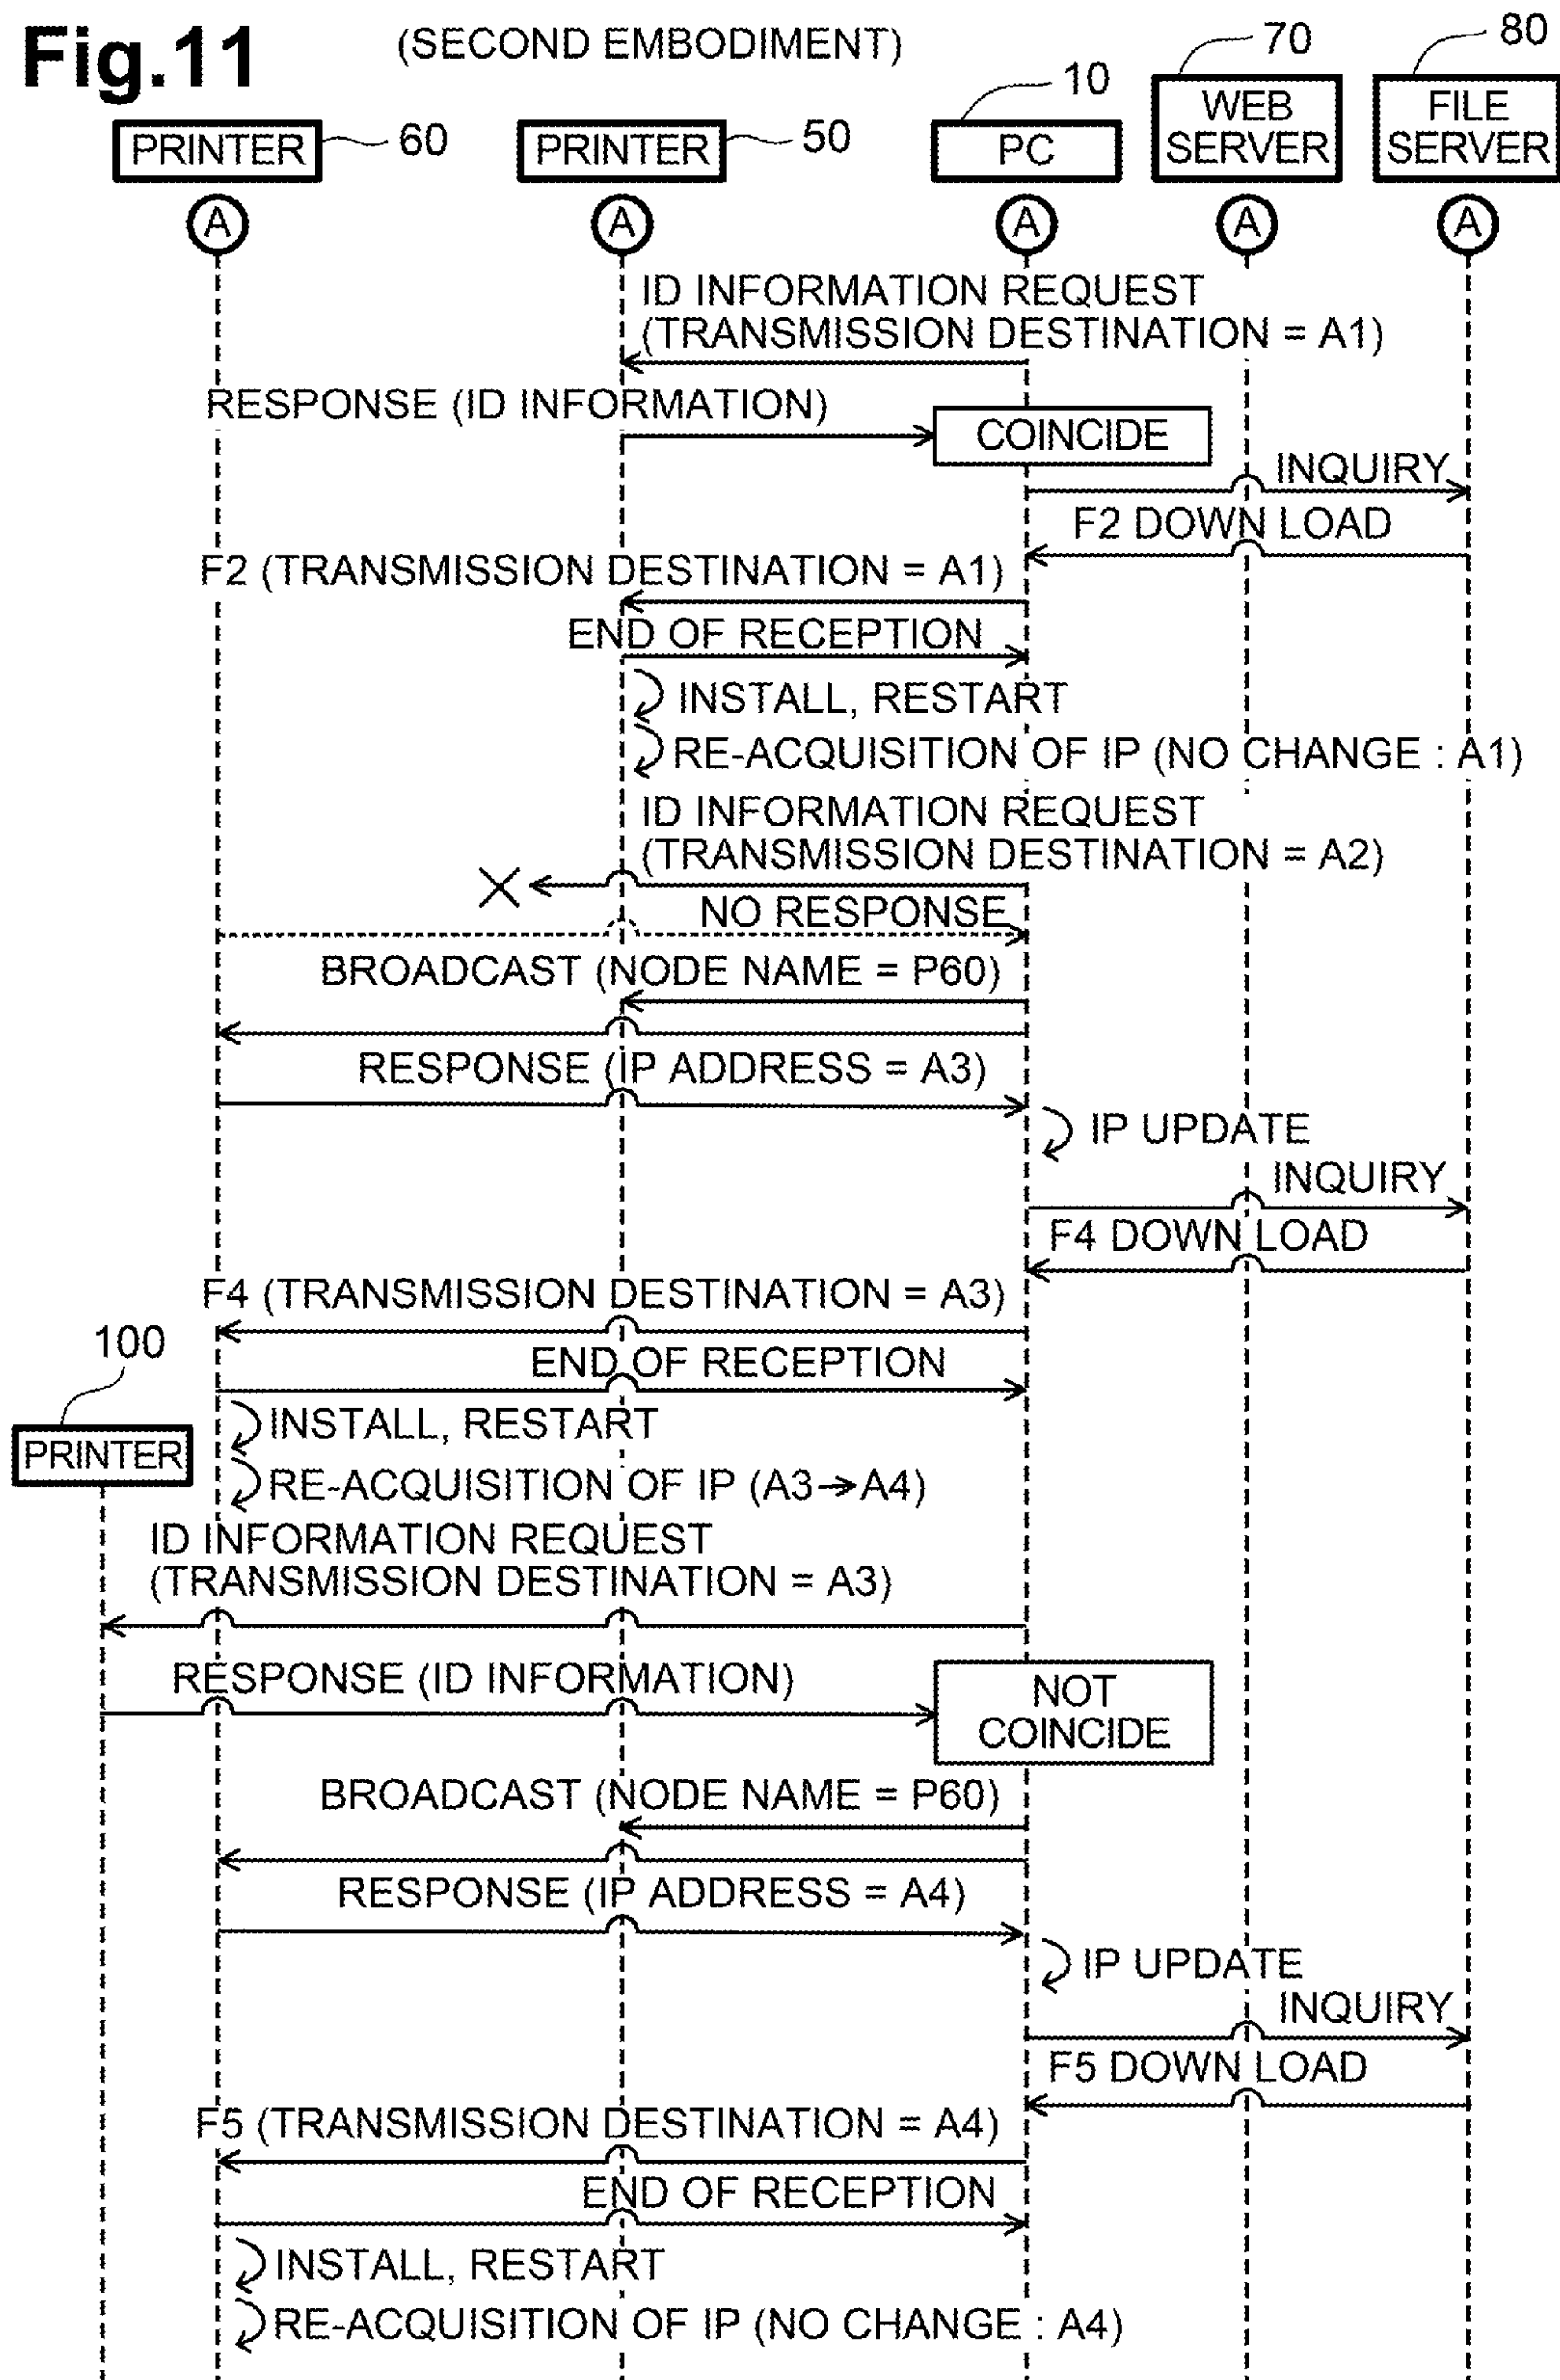 Fig.11
(SECOND EMBODIMENT)
70
80
10
WEB
SERVER
FILE
SERVER
PRINTER
60
PRINTER
50
PC
A
A
A
A
A
ID INFORMATION REQUEST
(TRANSMISSION DESTINATION = A1)
RESPONSE (ID INFORMATION)
COINCIDE
INQUIRY
F2 DOWN LOAD
F2 (TRANSMISSION DESTINATION = A1)
END OF RECEPTION
INSTALL, RESTART
RE-ACQUISITION OF IP (NO CHANGE : A1)
ID INFORMATION REQUEST
(TRANSMISSION DESTINATION = A2)
NO RESPONSE
BROADCAST (NODE NAME = P60)
RESPONSE (IP ADDRESS = A3)
IP UPDATE
INQUIRY
F4 DOWN LOAD
F4 (TRANSMISSION DESTINATION = A3)
100
END OF RECEPTION
INSTALL, RESTART
PRINTER
RE-ACQUISITION OF IP (A3→A4)
ID INFORMATION REQUEST
(TRANSMISSION DESTINATION = A3)
RESPONSE (ID INFORMATION)
NOT
COINCIDE
BROADCAST (NODE NAME = P60)
RESPONSE (IP ADDRESS = A4)
IP UPDATE
INQUIRY
F5 DOWN LOAD
F5 (TRANSMISSION DESTINATION = A4)
END OF RECEPTION
INSTALL, RESTART
RE-ACQUISITION OF IP (NO CHANGE : A4)